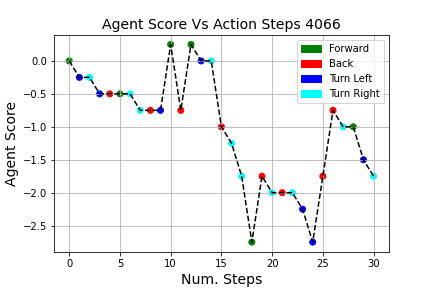 Agent Score Vs Action Steps 4066
Forward
Back
Turn Left
Turn Right
0.0
−0.5
−1.0
−1.5
−2.0
−2.5
Agent Score
0 5 10 15 20 25 30
Num. Steps